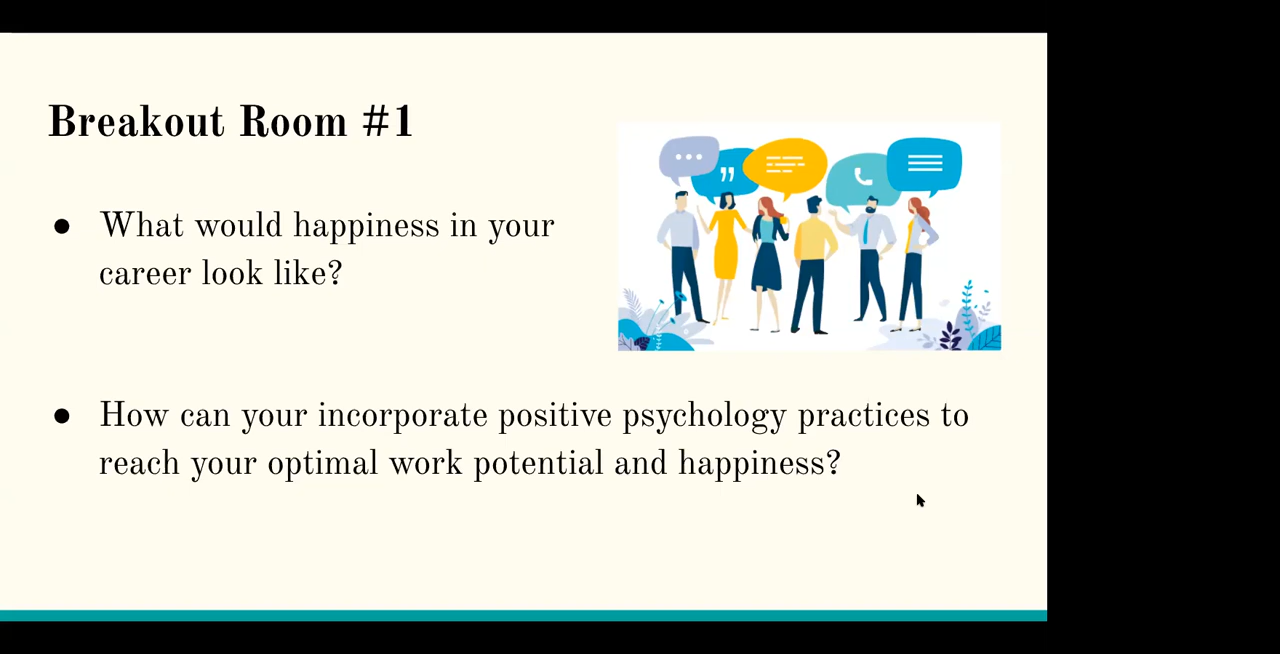 Breakout Room #1
● What would happiness in your
career look like?
● How can your incorporate positive psychology practices to
reach your optimal work potential and happiness?